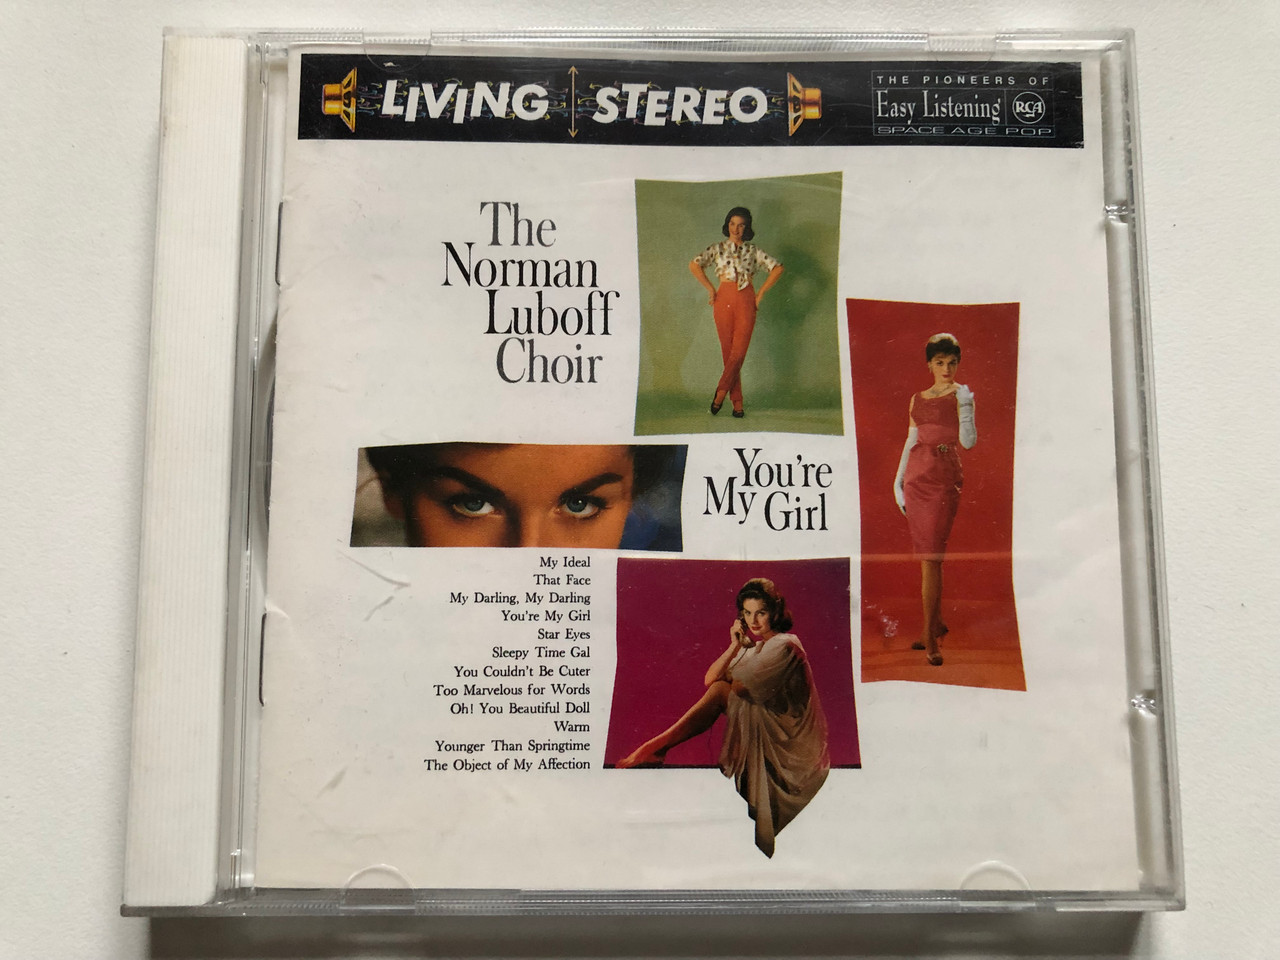 LIVING STEREO
THE PIONEERS OF
Easy Listening RCA
SPACE AGE POP
The
Norman
Luboff
Choir
You're
My Girl
My Ideal
That Face
My Darling, My Darling
You're My Girl
Star Eyes
Sleepy Time Gal
You Couldn't Be Cuter
Too Marvelous for Words
Oh! You Beautiful Doll
Warm
Younger Than Springtime
The Object of My Affection